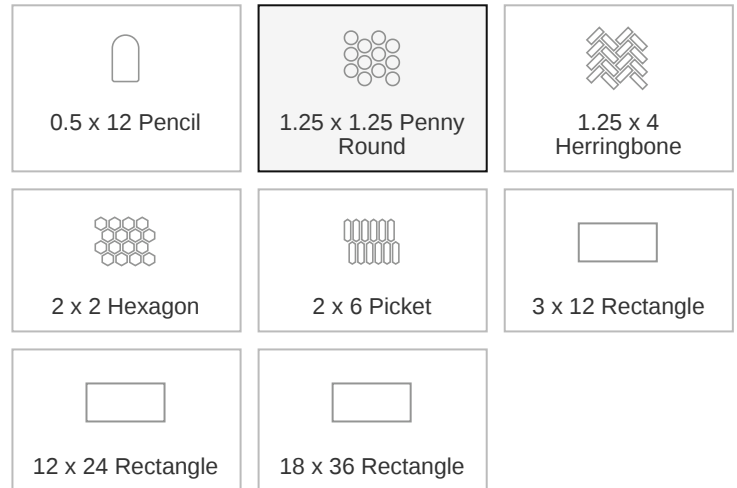 0.5 x 12 Pencil
1.25 x 1.25 Penny
Round
1.25 x 4
Herringbone
2 x 2 Hexagon
2 x 6 Picket
3 x 12 Rectangle
12 x 24 Rectangle
18 x 36 Rectangle